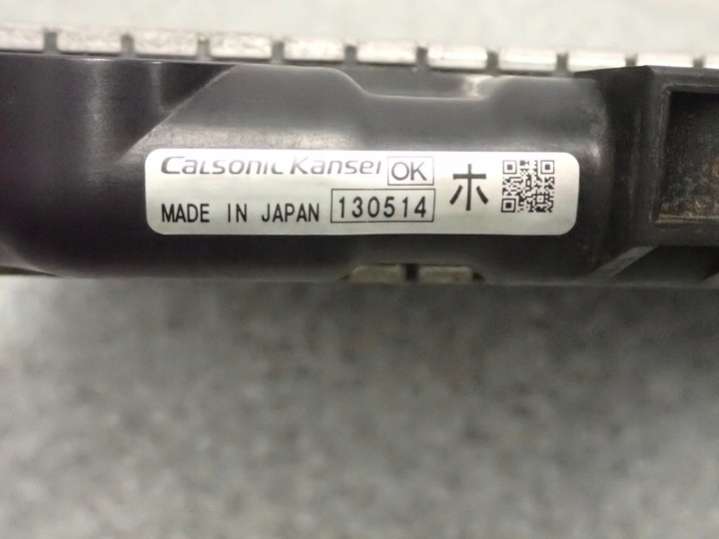 CALSONIC Kansei OK ホ
MADE IN JAPAN 130514